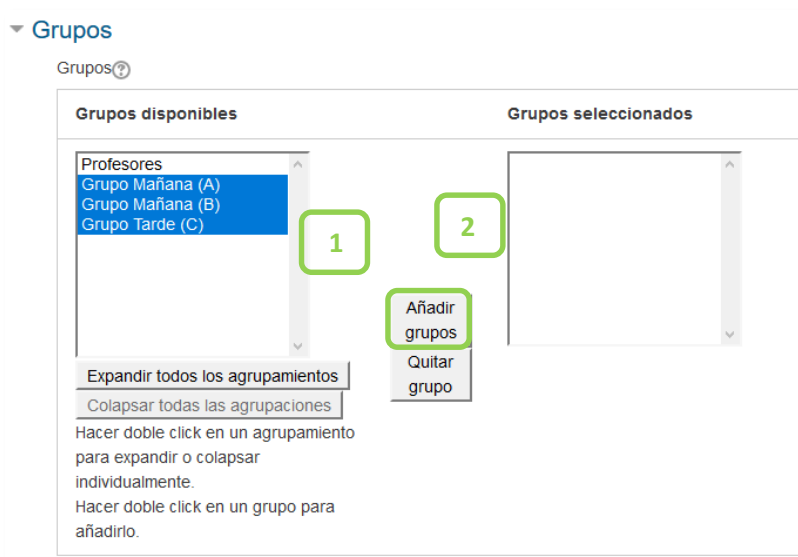 Grupos
Grupos?
Grupos disponibles
Grupos seleccionados
Profesores
Grupo Mañana (A)
Grupo Mañana (B)
Grupo Tarde (C)
1
2
Añadir
grupos
Quitar
grupo
Expandir todos los agrupamientos
Colapsar todas las agrupaciones
Hacer doble click en un agrupamiento
para expandir o colapsar
individualmente.
Hacer doble click en un grupo para
añadirlo.